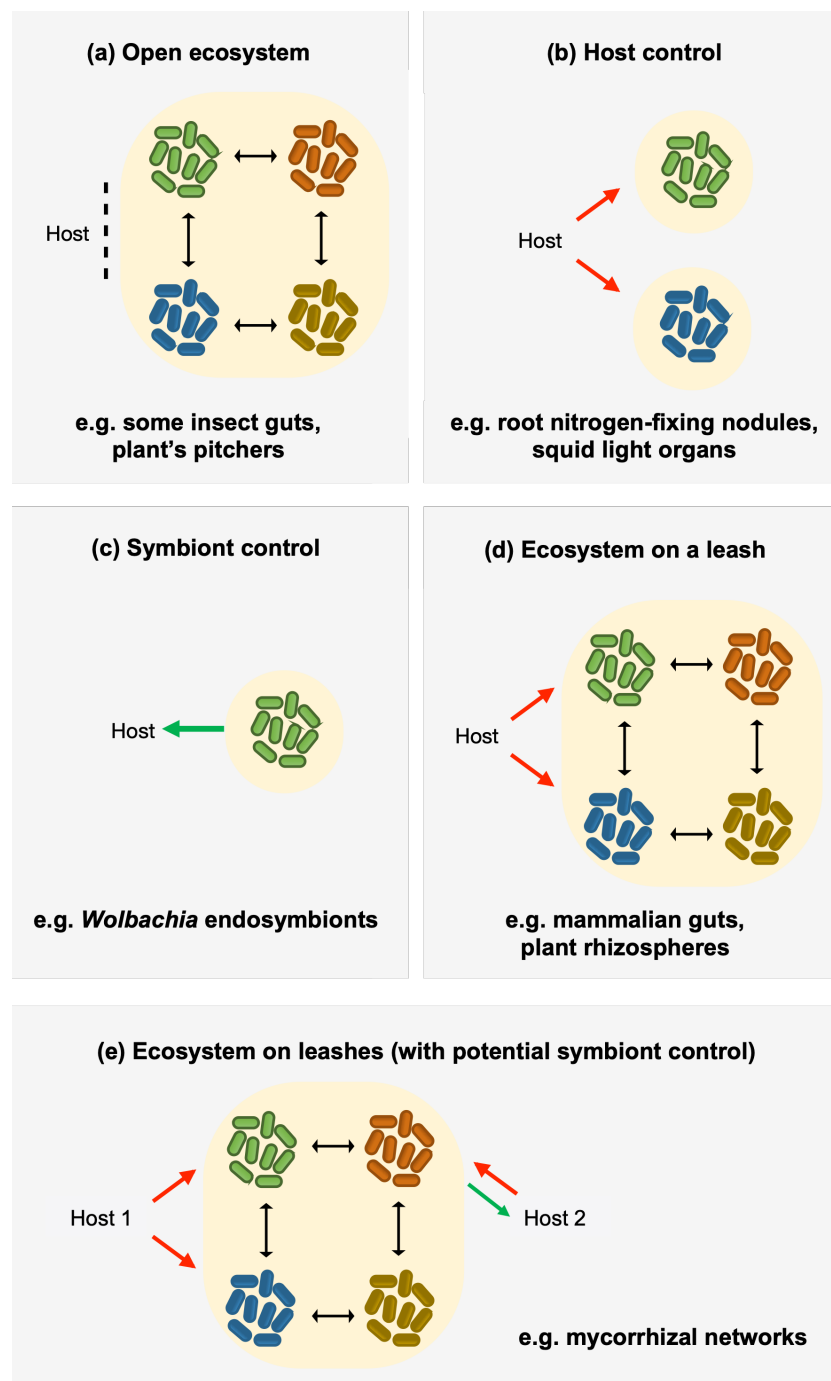 (a) Open ecosystem
Host
e.g. some insect guts,
plant’s pitchers
(b) Host control
Host
e.g. root nitrogen-fixing nodules,
squid light organs
(c) Symbiont control
Host
e.g. Wolbachia endosymbionts
(d) Ecosystem on a leash
Host
e.g. mammalian guts,
plant rhizospheres
(e) Ecosystem on leashes (with potential symbiont control)
Host 1
Host 2
e.g. mycorrhizal networks